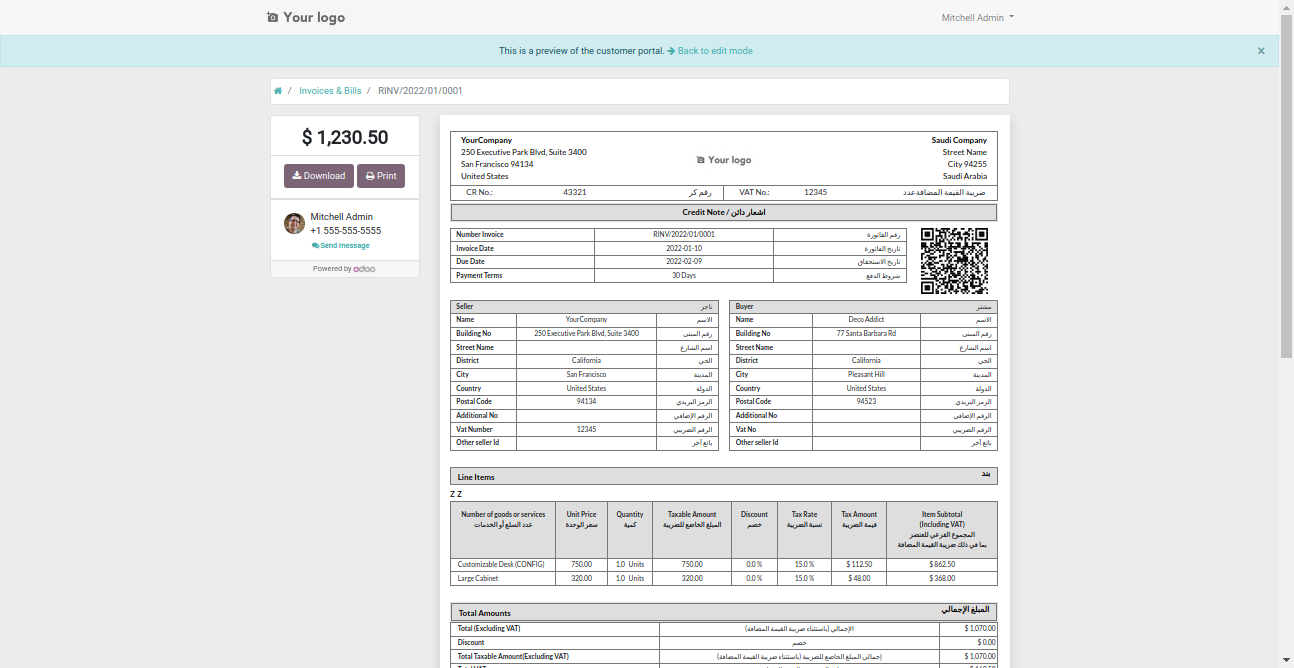 Your logo
Mitchell Admin
This is a preview of the customer portal. Back to edit mode
×
/ Invoices & Bills / RINV/2022/01/0001
$ 1,230.50
Download Print
Mitchell Admin
+1 555-555-5555
Send message
Powered by odoo
YourCompany
250 Executive Park Blvd, Suite 3400
San Francisco 94134
United States
Your logo
Saudi Company
Street Name
City 94255
Saudi Arabia
CR No.: 43321 رقم كر VAT No.: 12345 ضريبة القيمة المضافةعدد
Credit Note / اشعار دائن
Number Invoice RINV/2022/01/0001 رقم الفاتورة
Invoice Date 2022-01-10 تاريخ الفاتورة
Due Date 2022-02-09 تاريخ الاستحقاق
Payment Terms 30 Days شروط الدفع
Seller تاجر
Name YourCompany الاسم
Building No 250 Executive Park Blvd, Suite 3400 رقم المبنى
Street Name اسم الشارع
District California الحي
City San Francisco المدينة
Country United States الدولة
Postal Code 94134 الرمز البريدي
Additional No الرقم الإضافي
Vat Number 12345 الرقم الضريبي
Other seller Id بائع آخر
Buyer مشتر
Name Deco Addict الاسم
Building No 77 Santa Barbara Rd رقم المبنى
Street Name اسم الشارع
District California الحي
City Pleasant Hill المدينة
Country United States الدولة
Postal Code 94523 الرمز البريدي
Additional No الرقم الإضافي
Vat No الرقم الضريبي
Other seller Id بائع آخر
Line Items بند
Z Z
Number of goods or services Unit Price Quantity Taxable Amount Discount Tax Rate Tax Amount Item Subtotal
عدد السلع أو الخدمات سعر الوحدة كمية المبلغ الخاضع للضريبة خصم نسبة الضريبة قيمة الضريبة (Including VAT)
المجموع الفرعي للعنصر
بما في ذلك ضريبة القيمة المضافة
Customizable Desk (CONFIG) 750.00 1.0 Units 750.00 0.0 % 15.0 % $ 112.50 $ 862.50
Large Cabinet 320.00 1.0 Units 320.00 0.0 % 15.0 % $ 48.00 $ 368.00
Total Amounts المبلغ الإجمالي
Total (Excluding VAT) الإجمالي (باستثناء ضريبة القيمة المضافة) $ 1,070.00
Discount خصم $ 0.00
Total Taxable Amount(Excluding VAT) إجمالي المبلغ الخاضع للضريبة (باستثناء ضريبة القيمة المضافة) $ 1,070.00